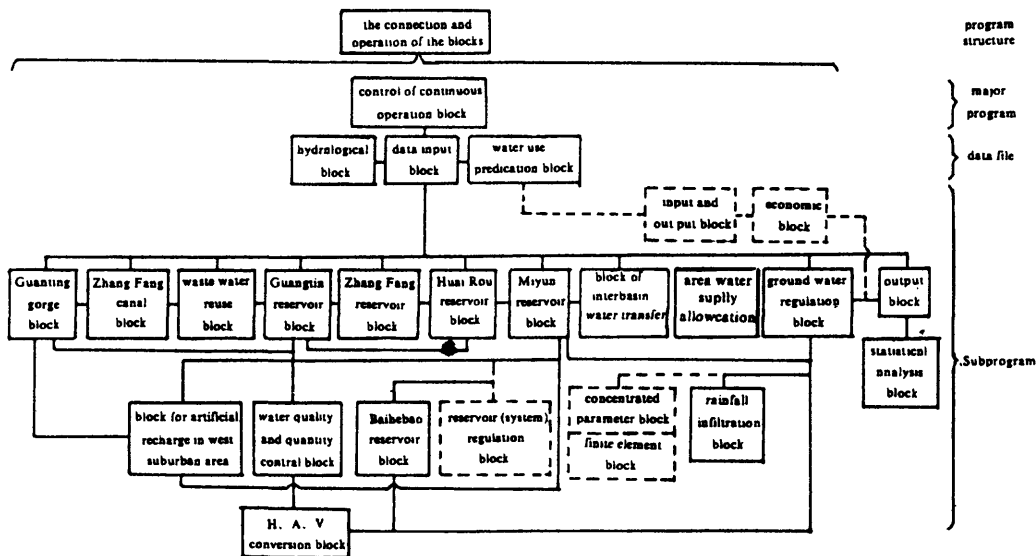 the connection and
operation of the blocks
program
structure
control of continuous
operation block
major
program
hydrological
block
data input
block
water use
predication block
data file
input and
out put block
economic
block
Guanting
gorge
block
Zhang Fang
canal block
waste water
reuse
block
Guangtin
reservoir
block
Zhang Fang
reservoir
block
Huai Rou
reservoir
block
Miyun
reservoir
block
block of
interbasin
water transfer
area water
suplly
allowcation
ground water
regulation
block
output
block
statistical
analysis
block
Subprogram
block for artificial
recharge in west
suburban area
water quality
and quantity
contral block
Baihebao
reservoir
block
reservoir (system)
regulation
block
concentrated
parameter block
finite element
block
rainfall
infiltration
block
H. A. V
conversion block